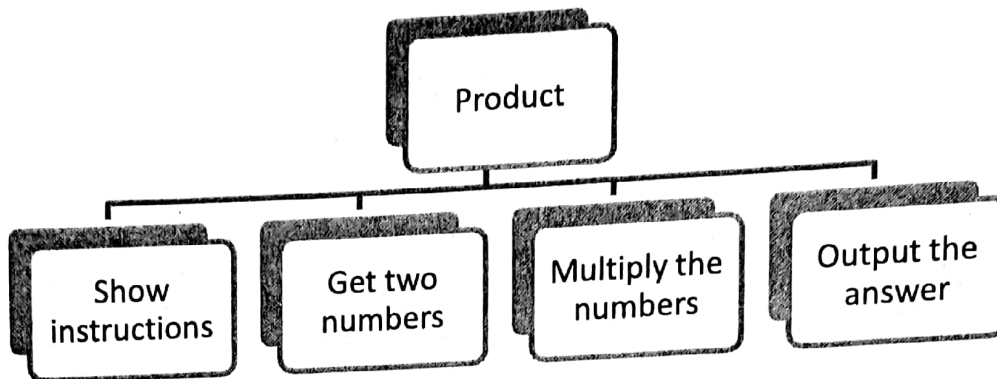 Product
Show
instructions
Get two
numbers
Multiply the
numbers
Output the
answer